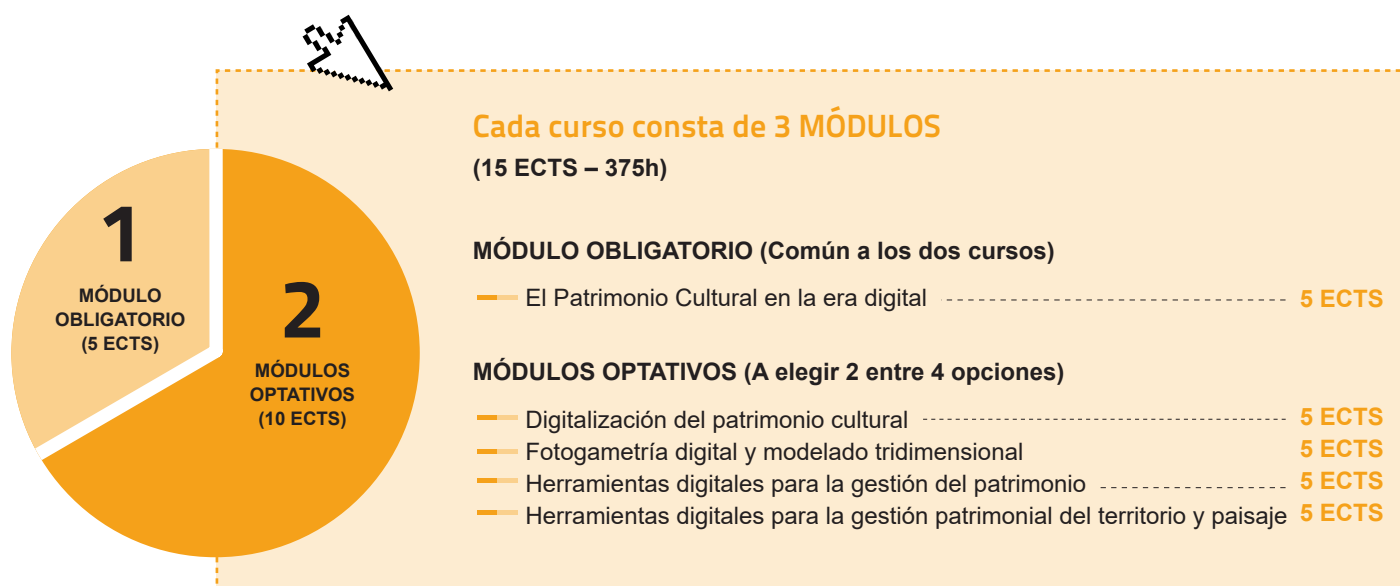 Cada curso consta de 3 MÓDULOS
(15 ECTS – 375h)
1
MÓDULO
OBLIGATORIO
(5 ECTS)
2
MÓDULOS
OPTATIVOS
(10 ECTS)
MÓDULO OBLIGATORIO (Común a los dos cursos)
El Patrimonio Cultural en la era digital 5 ECTS
MÓDULOS OPTATIVOS (A elegir 2 entre 4 opciones)
Digitalización del patrimonio cultural 5 ECTS
Fotogametría digital y modelado tridimensional 5 ECTS
Herramientas digitales para la gestión del patrimonio 5 ECTS
Herramientas digitales para la gestión patrimonial del territorio y paisaje 5 ECTS